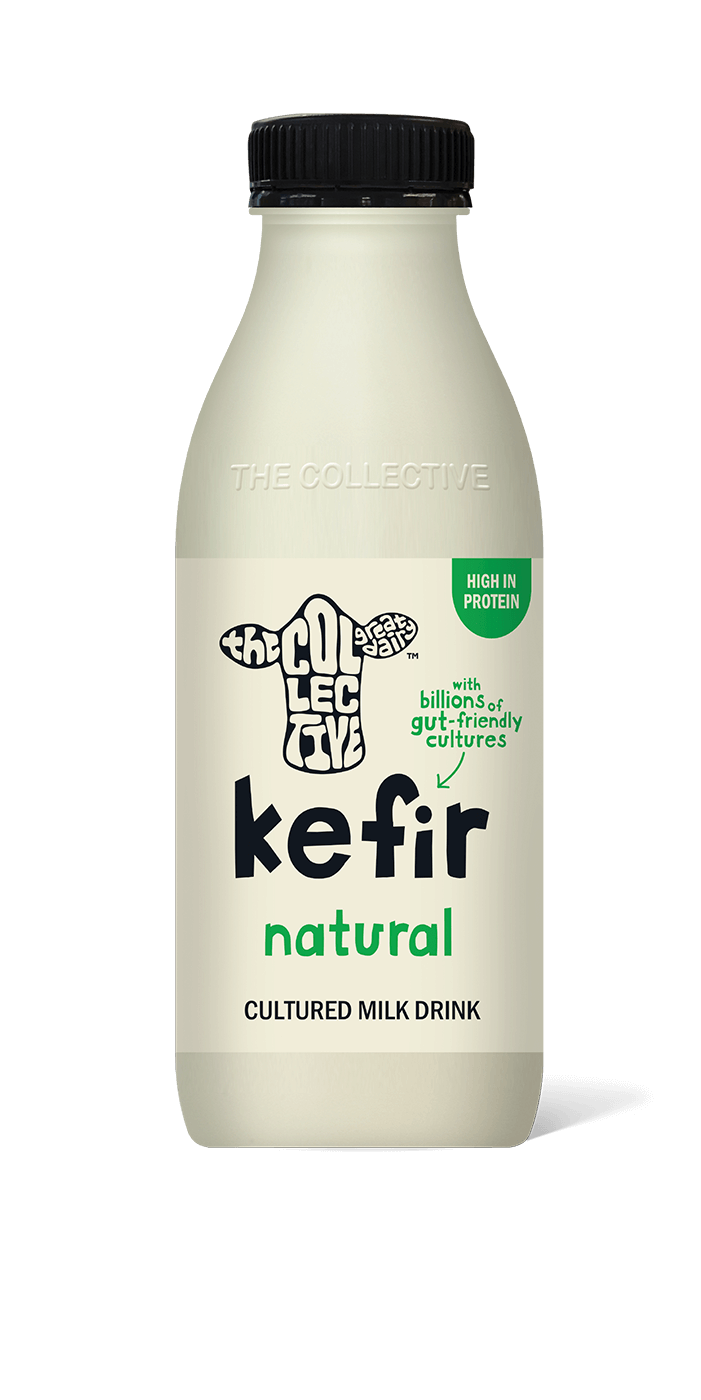 THE COLLECTIVE
HIGH IN
PROTEIN
the
COL
LEC
TIVE
great
dairy
TM
with
billions of
gut-friendly
cultures
kefir
natural
CULTURED MILK DRINK